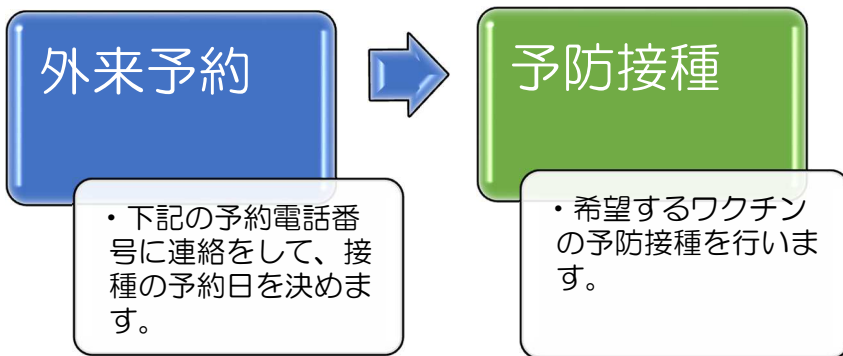 外来予約
・下記の予約電話番
号に連絡をして、接
種の予約日を決めま
す。
予防接種
・希望するワクチン
の予防接種を行いま
す。